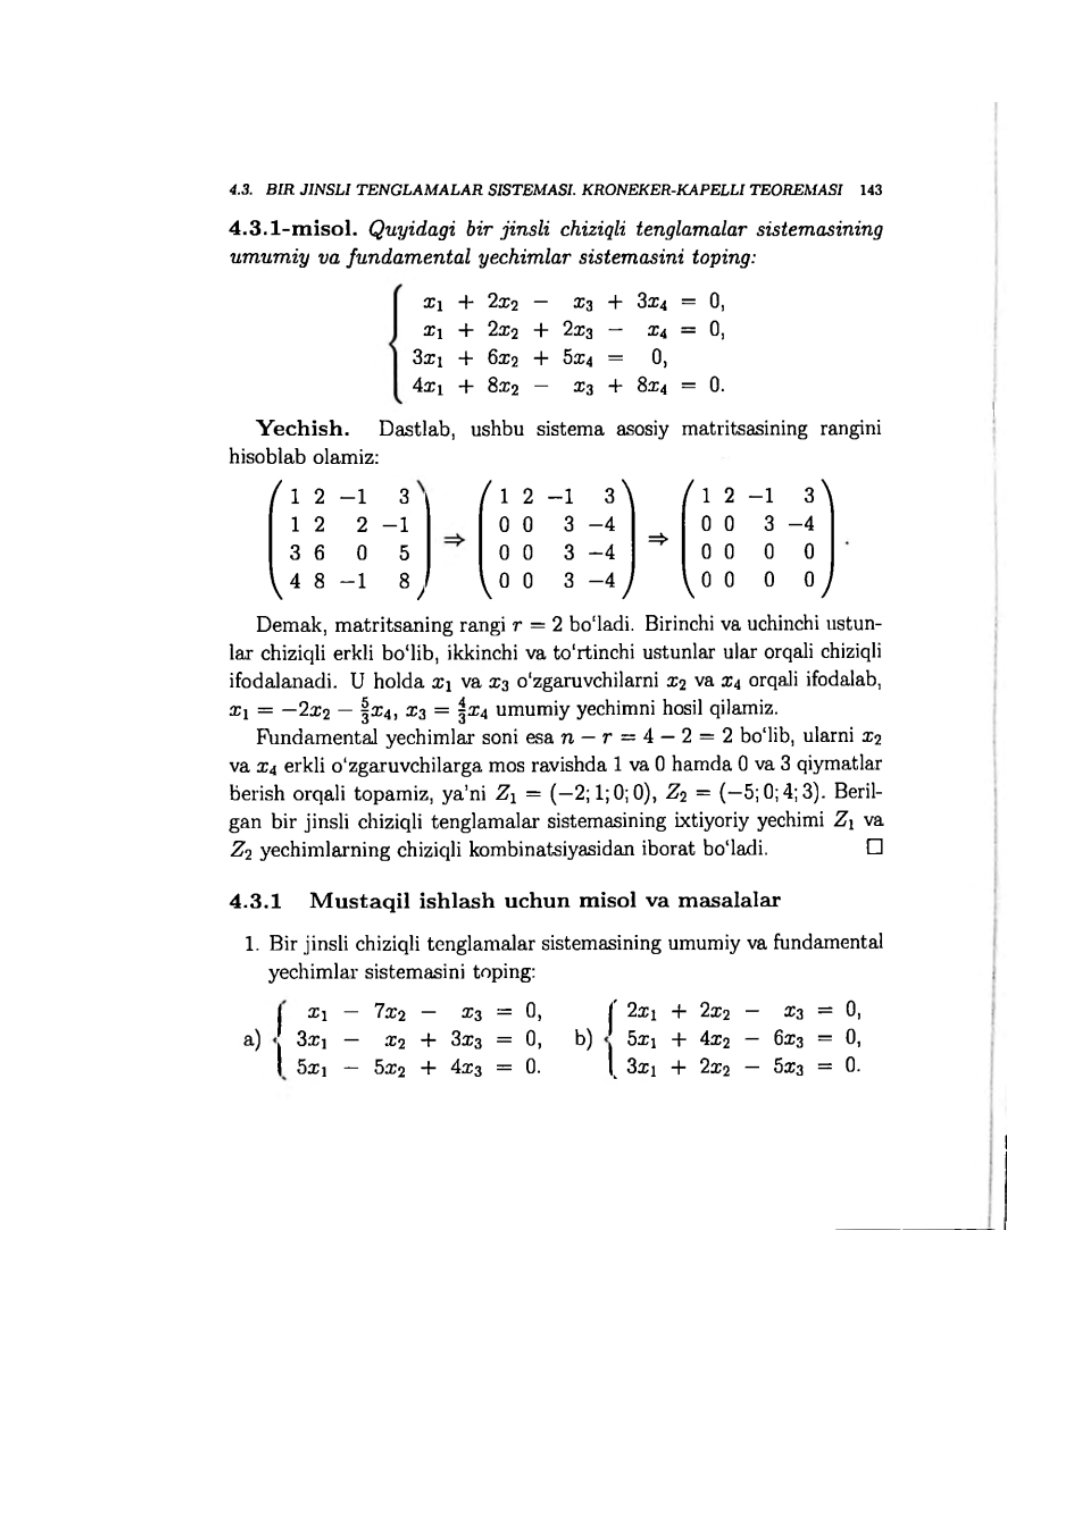 4.3. BIR JINSLI TENGLAMALAR SISTEMASI. KRONEKER-KAPELLI TEOREMASI 143
4.3.1-misol. Quyidagi bir jinsli chiziqli tenglamalar sistemasining
umumiy va fundamental yechimlar sistemasini toping:
x₁ + 2x₂ − x₃ + 3x₄ = 0,
x₁ + 2x₂ + 2x₃ − x₄ = 0,
3x₁ + 6x₂ + 5x₄ = 0,
4x₁ + 8x₂ − x₃ + 8x₄ = 0.
Yechish. Dastlab, ushbu sistema asosiy matritsasining rangini
hisoblab olamiz:
( 1 2 −1 3 ) ( 1 2 −1 3 ) ( 1 2 −1 3 )
( 1 2 2 −1 ) ( 0 0 3 −4 ) ( 0 0 3 −4 )
( 3 6 0 5 ) ⇒ ( 0 0 3 −4 ) ⇒ ( 0 0 0 0 ) .
( 4 8 −1 8 ) ( 0 0 3 −4 ) ( 0 0 0 0 )
Demak, matritsaning rangi r = 2 bo‘ladi. Birinchi va uchinchi ustun-
lar chiziqli erkli bo‘lib, ikkinchi va to‘rtinchi ustunlar ular orqali chiziqli
ifodalanadi. U holda x₁ va x₃ o‘zgaruvchilarni x₂ va x₄ orqali ifodalab,
x₁ = −2x₂ − 5/3x₄, x₃ = 4/3x₄ umumiy yechimni hosil qilamiz.
Fundamental yechimlar soni esa n − r = 4 − 2 = 2 bo‘lib, ularni x₂
va x₄ erkli o‘zgaruvchilarga mos ravishda 1 va 0 hamda 0 va 3 qiymatlar
berish orqali topamiz, ya’ni Z₁ = (−2; 1; 0; 0), Z₂ = (−5; 0; 4; 3). Beril-
gan bir jinsli chiziqli tenglamalar sistemasining ixtiyoriy yechimi Z₁ va
Z₂ yechimlarning chiziqli kombinatsiyasidan iborat bo‘ladi. □
4.3.1 Mustaqil ishlash uchun misol va masalalar
1. Bir jinsli chiziqli tenglamalar sistemasining umumiy va fundamental
yechimlar sistemasini toping:
x₁ − 7x₂ − x₃ = 0, 2x₁ + 2x₂ − x₃ = 0,
a) { 3x₁ − x₂ + 3x₃ = 0, b) { 5x₁ + 4x₂ − 6x₃ = 0,
5x₁ − 5x₂ + 4x₃ = 0. 3x₁ + 2x₂ − 5x₃ = 0.